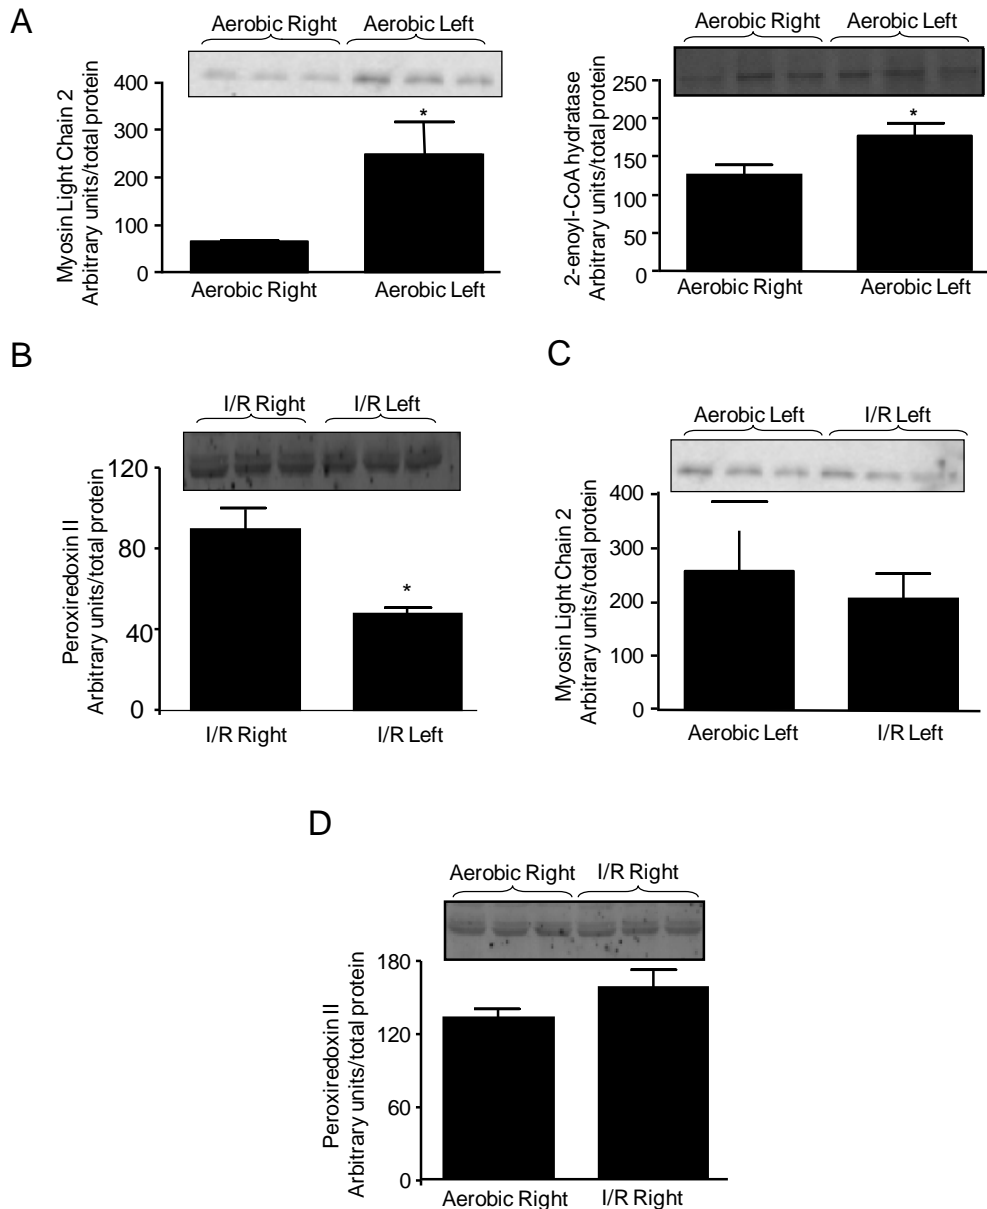 A
Aerobic Right
Aerobic Left
Myosin Light Chain 2
Arbitrary units/total protein
400
300
200
100
0
*
Aerobic Right
Aerobic Left
Aerobic Right
Aerobic Left
2-enoyl-CoA hydratase
Arbitrary units/total protein
250
200
150
100
50
0
*
Aerobic Right
Aerobic Left
B
I/R Right
I/R Left
Peroxiredoxin II
Arbitrary units/total protein
120
80
40
0
*
I/R Right
I/R Left
C
Aerobic Left
I/R Left
Myosin Light Chain 2
Arbitrary units/total protein
400
300
200
100
0
Aerobic Left
I/R Left
D
Aerobic Right
I/R Right
Peroxiredoxin II
Arbitrary units/total protein
180
120
60
0
Aerobic Right
I/R Right